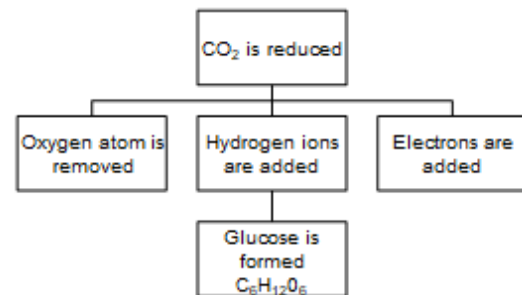 CO₂ is reduced
Oxygen atom is
removed
Hydrogen ions
are added
Electrons are
added
Glucose is
formed
C₆H₁₂0₆